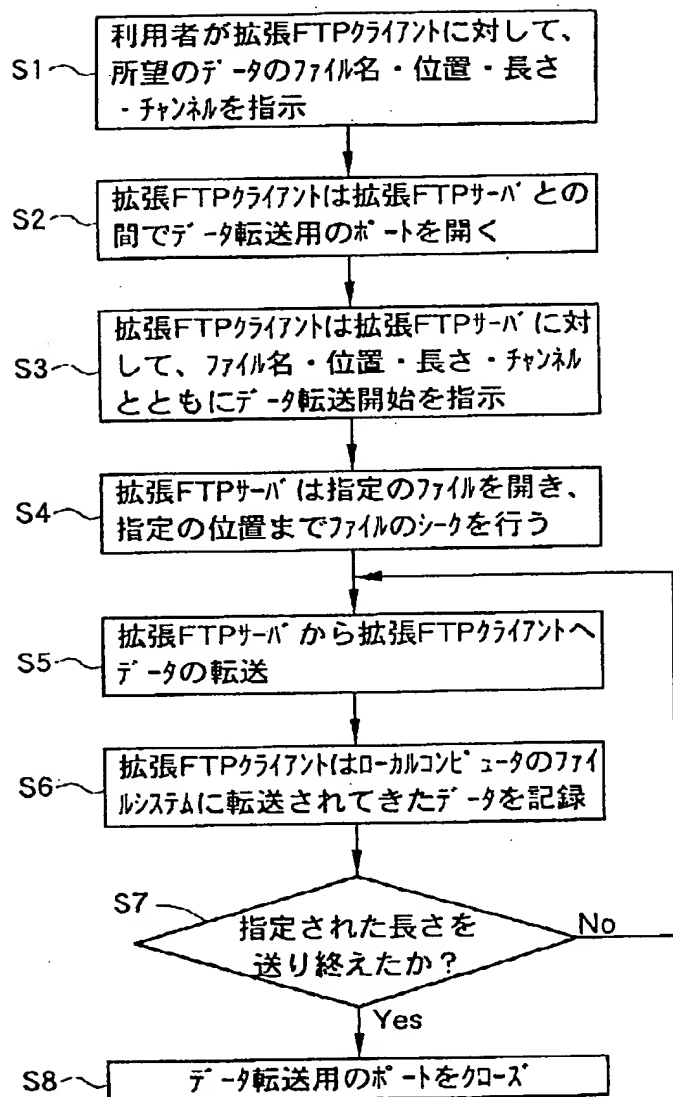 S1
利用者が拡張FTPｸﾗｲｱﾝﾄに対して、
所望のﾃﾞｰﾀのﾌｧｲﾙ名・位置・長さ
・ﾁｬﾝﾈﾙを指示
S2
拡張FTPｸﾗｲｱﾝﾄは拡張FTPｻｰﾊﾞとの
間でﾃﾞｰﾀ転送用のﾎﾟｰﾄを開く
S3
拡張FTPｸﾗｲｱﾝﾄは拡張FTPｻｰﾊﾞに対
して、ﾌｧｲﾙ名・位置・長さ・ﾁｬﾝﾈﾙ
とともにﾃﾞｰﾀ転送開始を指示
S4
拡張FTPｻｰﾊﾞは指定のﾌｧｲﾙを開き、
指定の位置までﾌｧｲﾙのｼｰｸを行う
S5
拡張FTPｻｰﾊﾞから拡張FTPｸﾗｲｱﾝﾄへ
ﾃﾞｰﾀの転送
S6
拡張FTPｸﾗｲｱﾝﾄはﾛｰｶﾙｺﾝﾋﾟｭｰﾀのﾌｧｲ
ﾙｼｽﾃﾑに転送されてきたﾃﾞｰﾀを記録
S7
指定された長さを
送り終えたか？
No
Yes
S8
ﾃﾞｰﾀ転送用のﾎﾟｰﾄをｸﾛｰｽﾞ